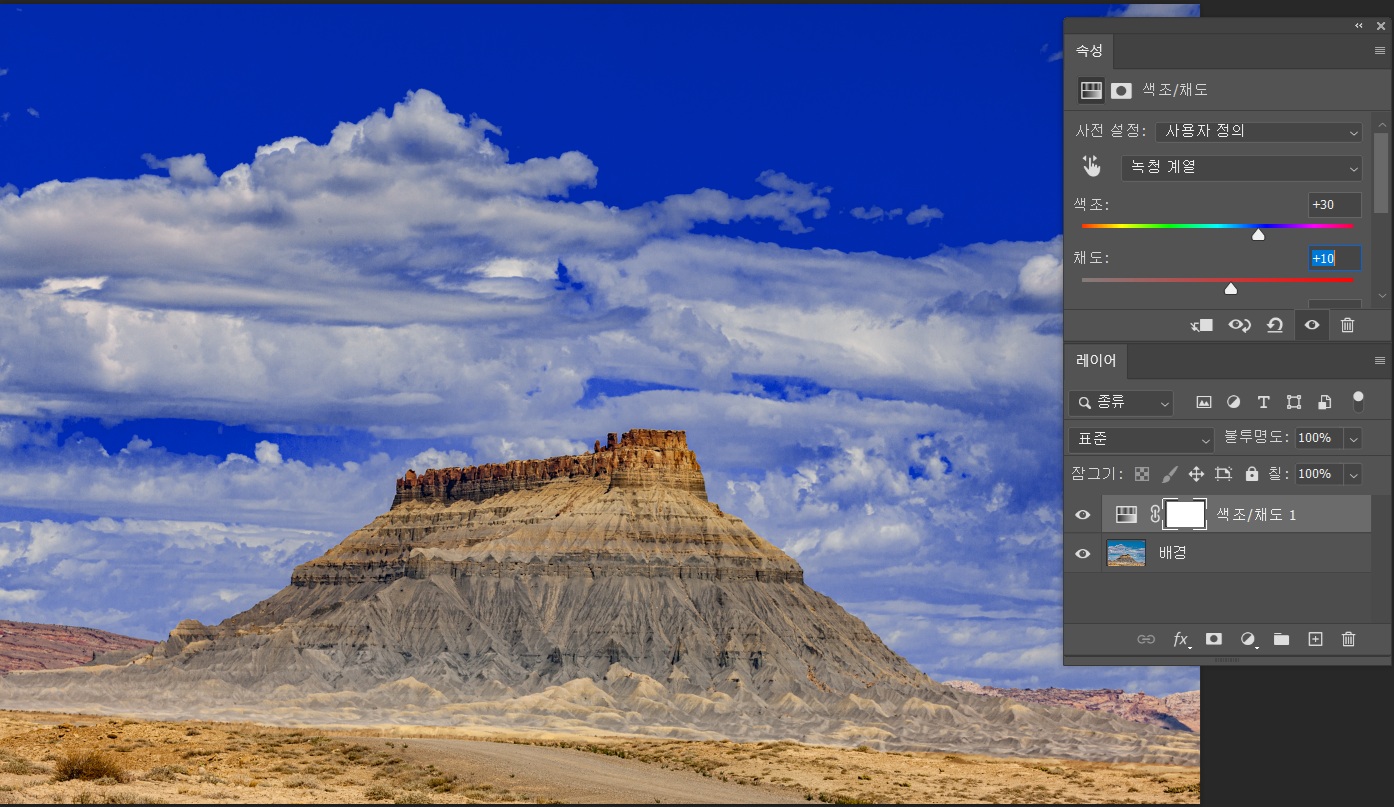 속성
색조/채도
사전 설정: 사용자 정의
녹청 계열
색조: +30
채도: +10
레이어
종류
표준 불투명도: 100%
잠그기: 칠: 100%
색조/채도 1
배경
fx